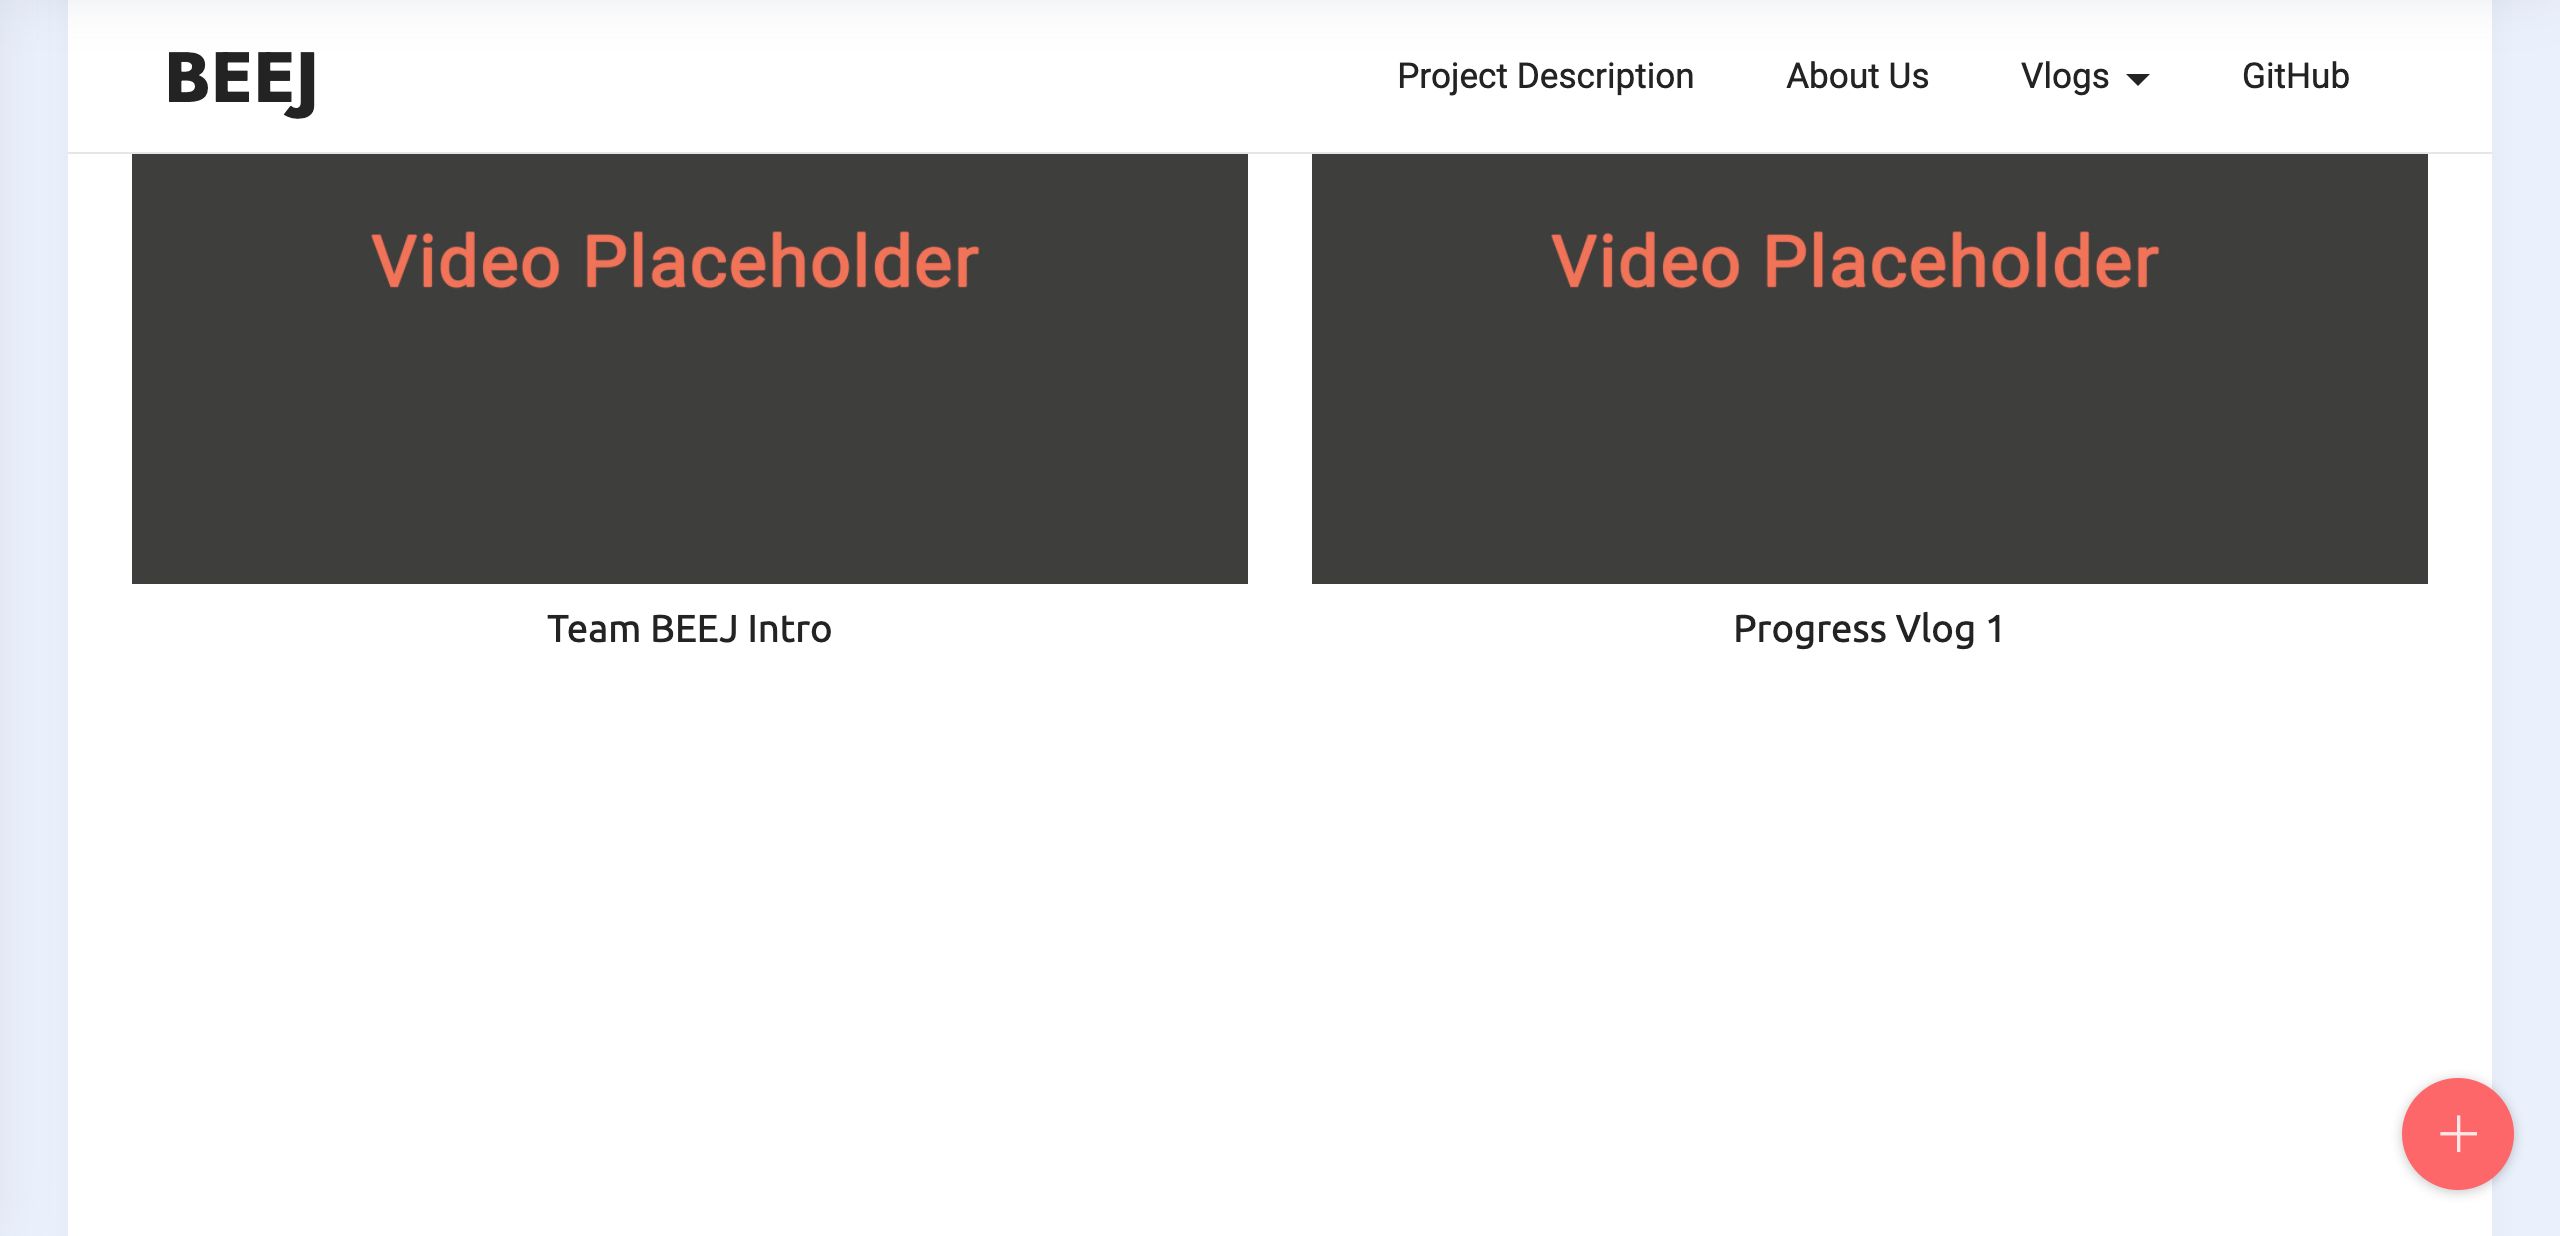 BEEJ
Project Description
About Us
Vlogs
GitHub
Video Placeholder
Video Placeholder
Team BEEJ Intro
Progress Vlog 1